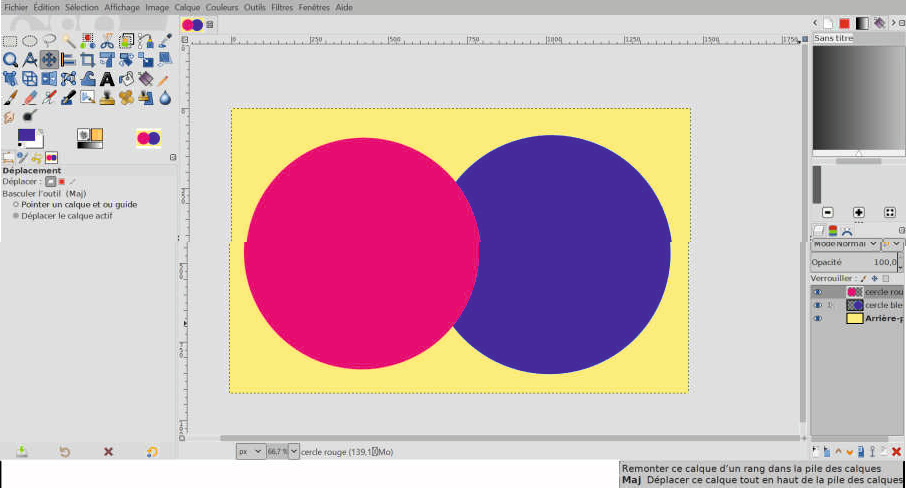 Fichier Édition Sélection Affichage Image Calque Couleurs Outils Filtres Fenêtres Aide
Sans titre
0 250 500 750 1000 1250 1500 1750
Déplacement
Déplacer :
Basculer l'outil (Maj)
Pointer un calque et ou guide
Déplacer le calque actif
Mode Normal
Opacité 100,0
Verrouiller :
cercle rou
cercle ble
Arrière-p
px 66,7 % cercle rouge (139,1 Mo)
Remonter ce calque d'un rang dans la pile des calques
Maj Déplacer ce calque tout en haut de la pile des calques